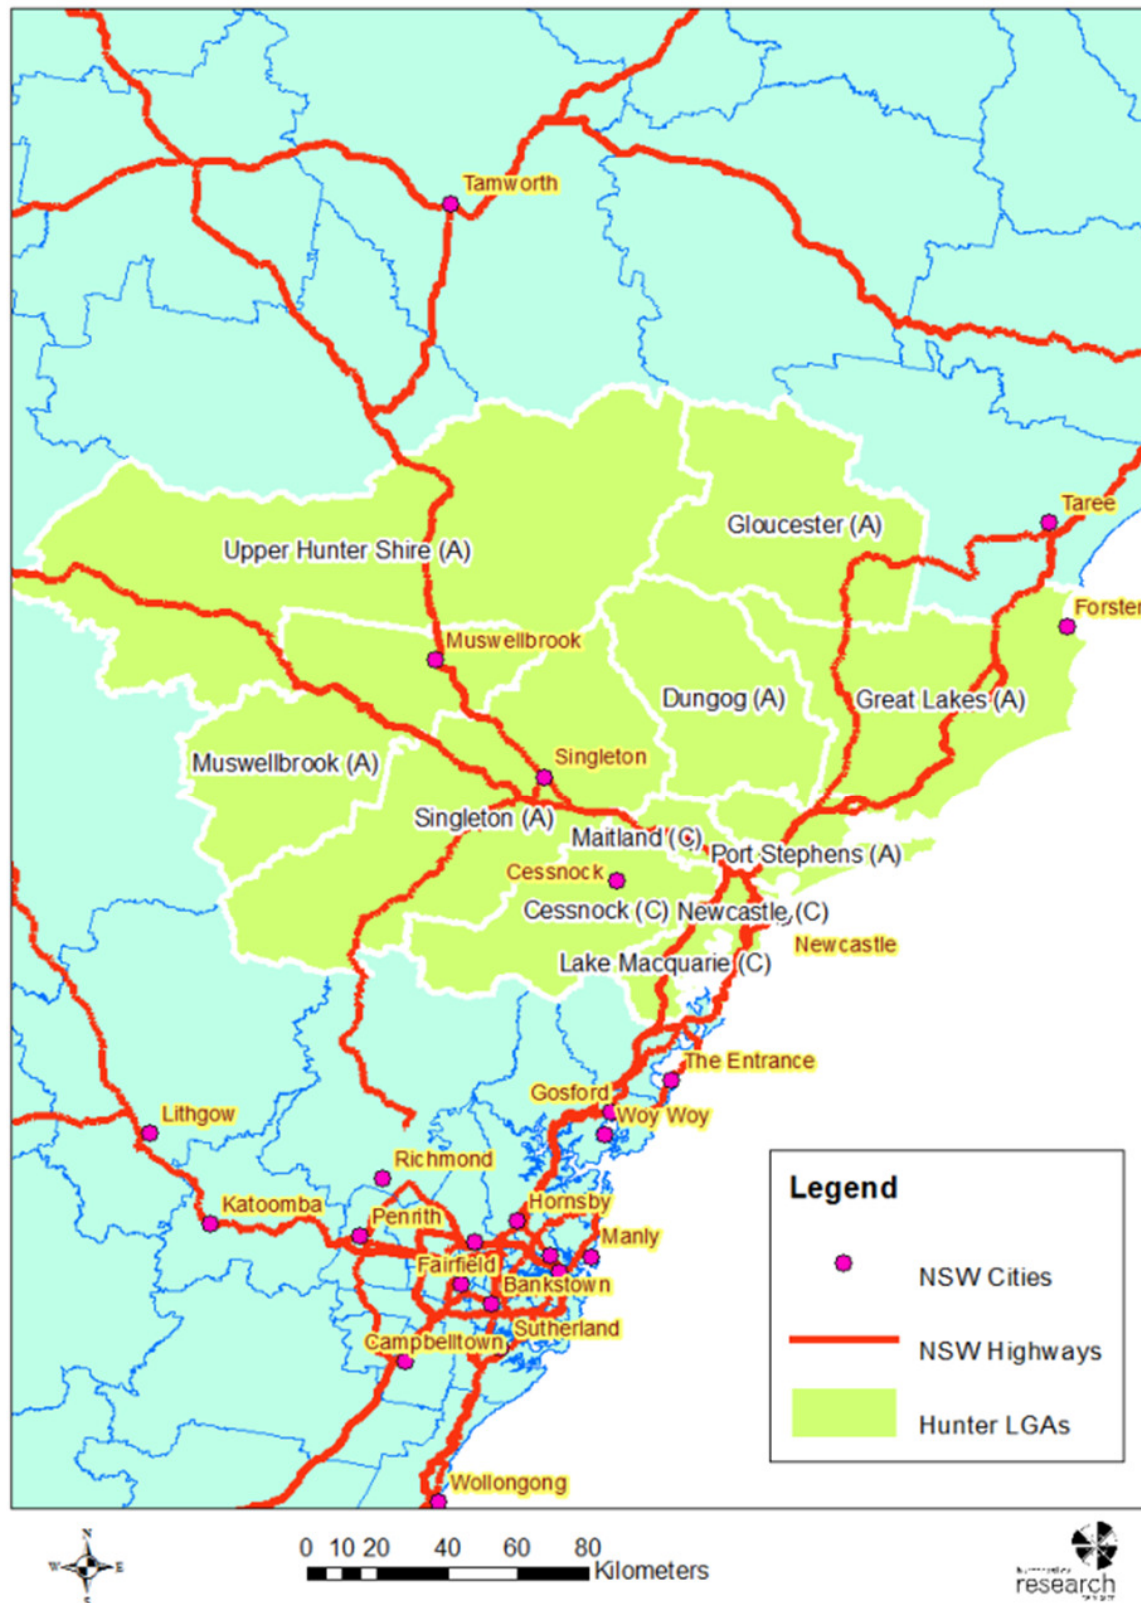 Tamworth
Taree
Gloucester (A)
Upper Hunter Shire (A)
Forster
Muswellbrook
Dungog (A)
Great Lakes (A)
Muswellbrook (A)
Singleton
Singleton (A)
Maitland (C)
Port Stephens (A)
Cessnock
Cessnock (C)
Newcastle (C)
Newcastle
Lake Macquarie (C)
The Entrance
Gosford
Woy Woy
Lithgow
Richmond
Katoomba
Hornsby
Penrith
Manly
Fairfield
Bankstown
Sutherland
Campbelltown
Wollongong
Legend
NSW Cities
NSW Highways
Hunter LGAs
N
W E
S
0 10 20 40 60 80
Kilometers
research